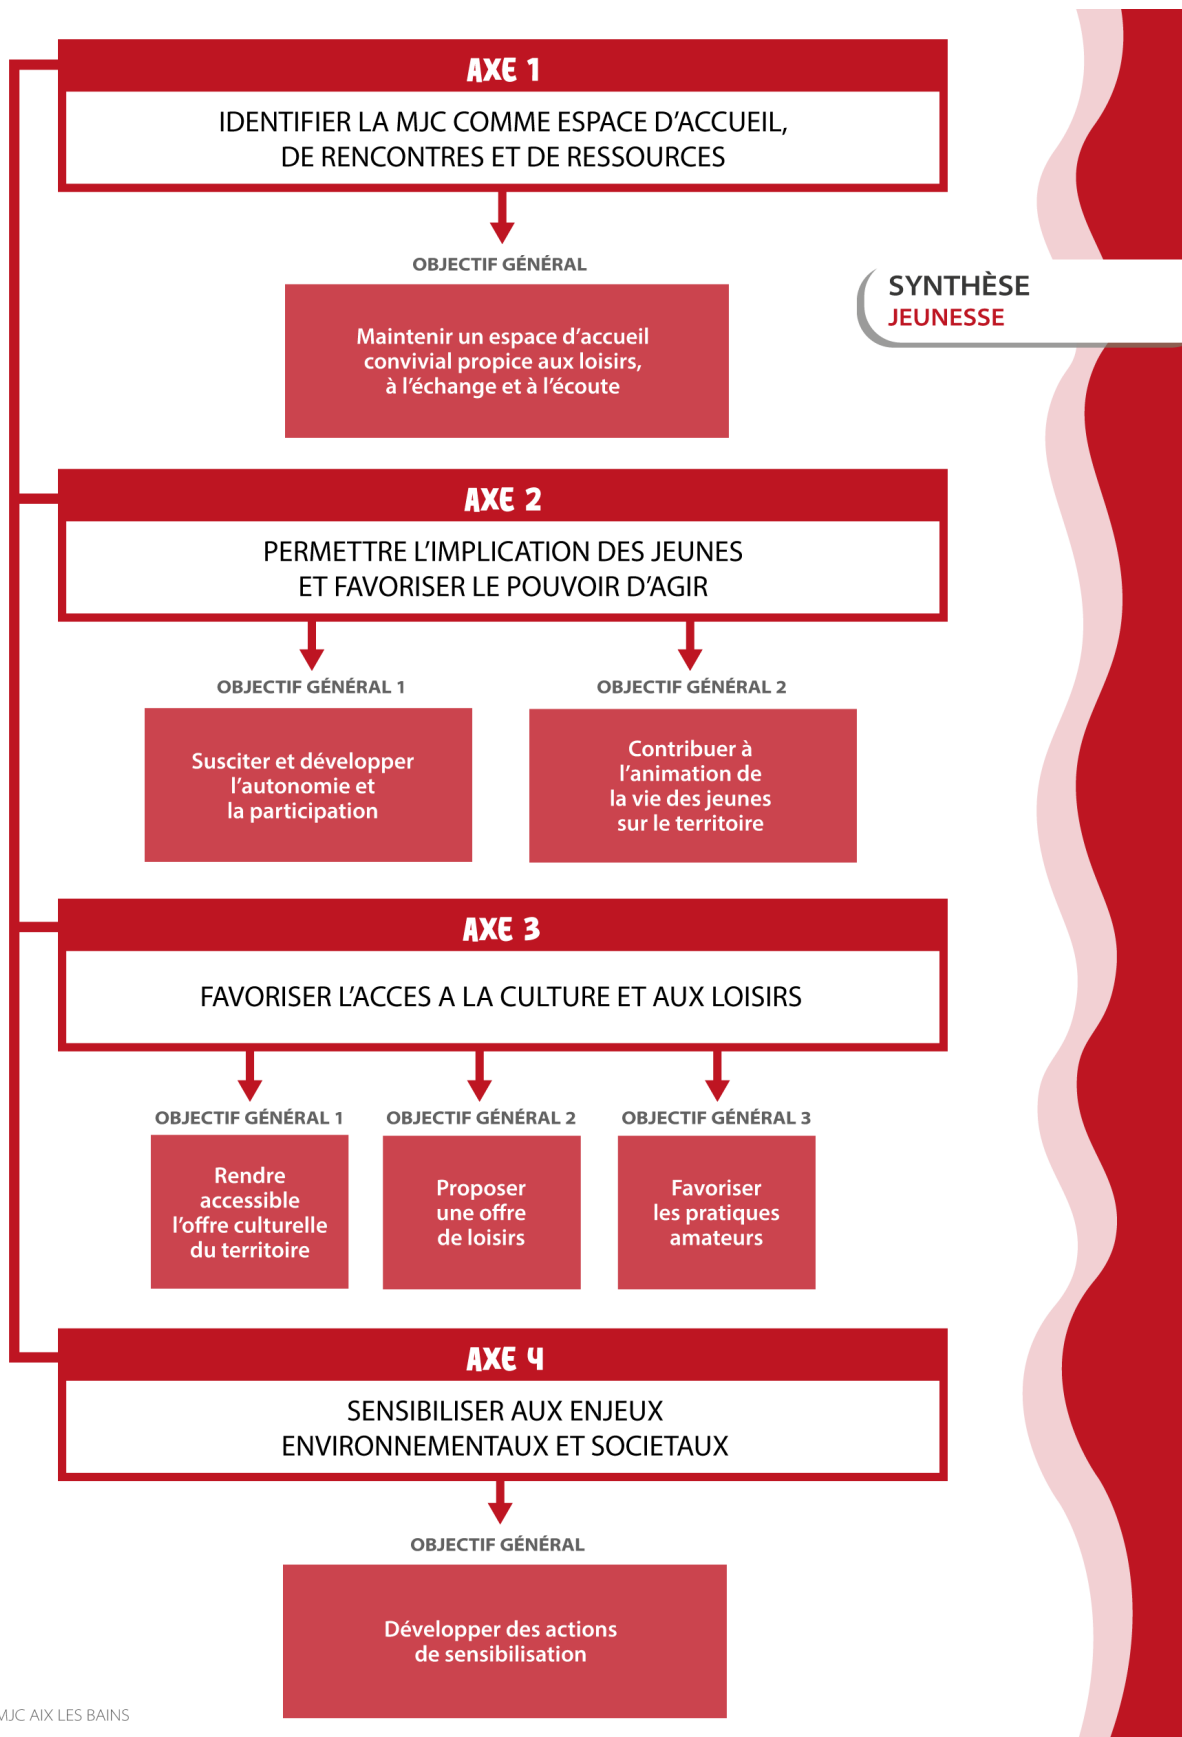 AXE 1
IDENTIFIER LA MJC COMME ESPACE D’ACCUEIL,
DE RENCONTRES ET DE RESSOURCES
OBJECTIF GÉNÉRAL
Maintenir un espace d’accueil
convivial propice aux loisirs,
à l’échange et à l’écoute
SYNTHÈSE
JEUNESSE
AXE 2
PERMETTRE L’IMPLICATION DES JEUNES
ET FAVORISER LE POUVOIR D’AGIR
OBJECTIF GÉNÉRAL 1
Susciter et développer
l’autonomie et
la participation
OBJECTIF GÉNÉRAL 2
Contribuer à
l’animation de
la vie des jeunes
sur le territoire
AXE 3
FAVORISER L’ACCES A LA CULTURE ET AUX LOISIRS
OBJECTIF GÉNÉRAL 1
Rendre
accessible
l’offre culturelle
du territoire
OBJECTIF GÉNÉRAL 2
Proposer
une offre
de loisirs
OBJECTIF GÉNÉRAL 3
Favoriser
les pratiques
amateurs
AXE 4
SENSIBILISER AUX ENJEUX
ENVIRONNEMENTAUX ET SOCIETAUX
OBJECTIF GÉNÉRAL
Développer des actions
de sensibilisation
MJC AIX LES BAINS